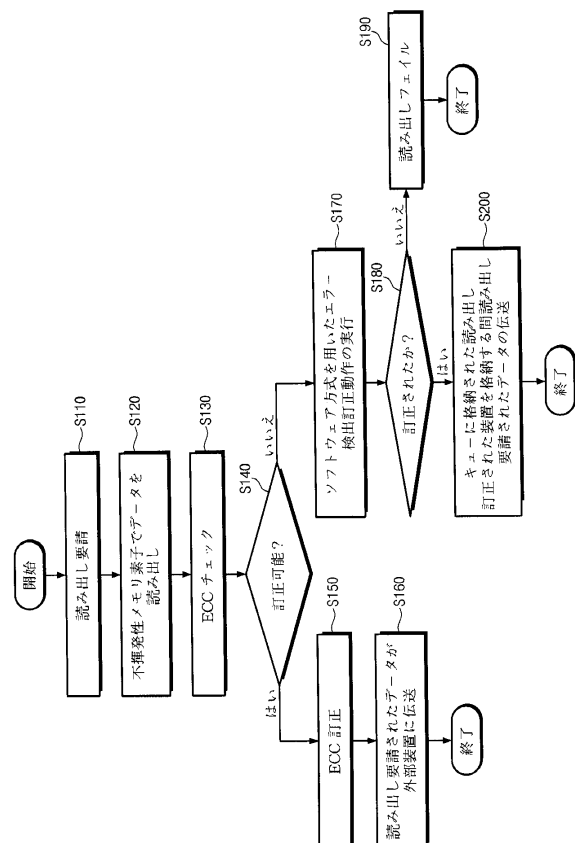 開始
S110
読み出し要請
S120
不揮発性メモリ素子でデータを
読み出し
S130
ECC チェック
S140
訂正可能？
はい
いいえ
S150
ECC 訂正
S160
読み出し要請されたデータが
外部装置に伝送
終了
S170
ソフトウェア方式を用いたエラー
検出訂正動作の実行
S180
訂正されたか？
いいえ
はい
S190
読み出しフェイル
終了
S200
キューに格納された読み出し
訂正された装置を格納する間読み出し
要請されたデータの伝送
終了